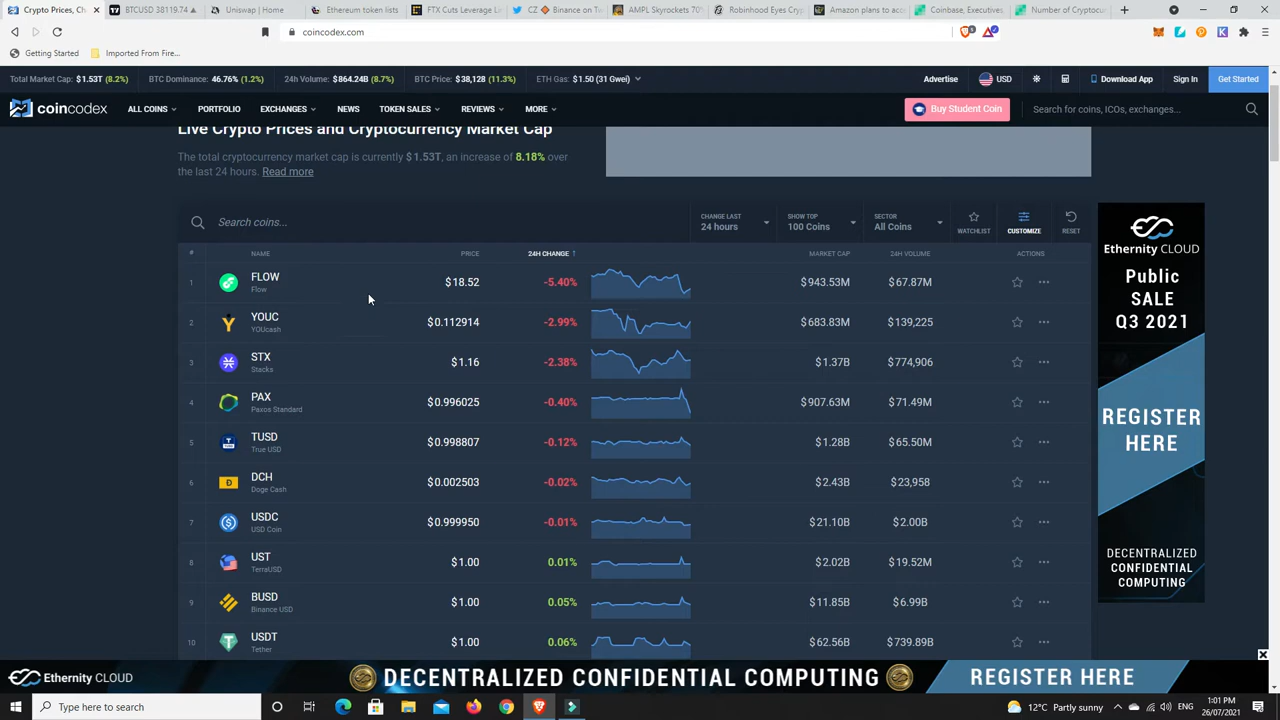 Crypto Prices, Ch
BTCUSD 38119.74
Uniswap | Home
Ethereum token lists
FTX Cuts Leverage Li
CZ Binance on Tw
AMPL Skyrockets 70%
Robinhood Eyes Cryp
Amazon plans to acc
Coinbase, Executives,
Number of Cryptocu
coincodex.com
Getting Started
Imported From Fire...
Total Market Cap: $1.53T (8.2%)
BTC Dominance: 46.76% (1.2%)
24h Volume: $864.24B (8.7%)
BTC Price: $38,128 (11.3%)
ETH Gas: $1.50 (31 Gwei)
Advertise
USD
Download App
Sign In
Get Started
coincodex
ALL COINS
PORTFOLIO
EXCHANGES
NEWS
TOKEN SALES
REVIEWS
MORE
Buy Student Coin
Search for coins, ICOs, exchanges...
Live Crypto Prices and Cryptocurrency Market Cap
The total cryptocurrency market cap is currently $1.53T, an increase of 8.18% over
the last 24 hours. Read more
Search coins...
CHANGE LAST
24 hours
SHOW TOP
100 Coins
SECTOR
All Coins
WATCHLIST
CUSTOMIZE
RESET
# NAME PRICE 24H CHANGE ↑ MARKET CAP 24H VOLUME ACTIONS
1 FLOW $18.52 -5.40% $943.53M $67.87M
Flow
2 YOUC $0.112914 -2.99% $683.83M $139,225
YOUcash
3 STX $1.16 -2.38% $1.37B $774,906
Stacks
4 PAX $0.996025 -0.40% $907.63M $71.49M
Paxos Standard
5 TUSD $0.998807 -0.12% $1.28B $65.50M
True USD
6 DCH $0.002503 -0.02% $2.43B $23,958
Doge Cash
7 USDC $0.999950 -0.01% $21.10B $2.00B
USD Coin
8 UST $1.00 0.01% $2.02B $19.52M
TerraUSD
9 BUSD $1.00 0.05% $11.85B $6.99B
Binance USD
10 USDT $1.00 0.06% $62.56B $739.89B
Tether
Ethernity CLOUD
Public
SALE
Q3 2021
REGISTER
HERE
DECENTRALIZED
CONFIDENTIAL
COMPUTING
Ethernity CLOUD
DECENTRALIZED CONFIDENTIAL COMPUTING
REGISTER HERE
Type here to search
12°C Partly sunny
ENG
1:01 PM
26/07/2021